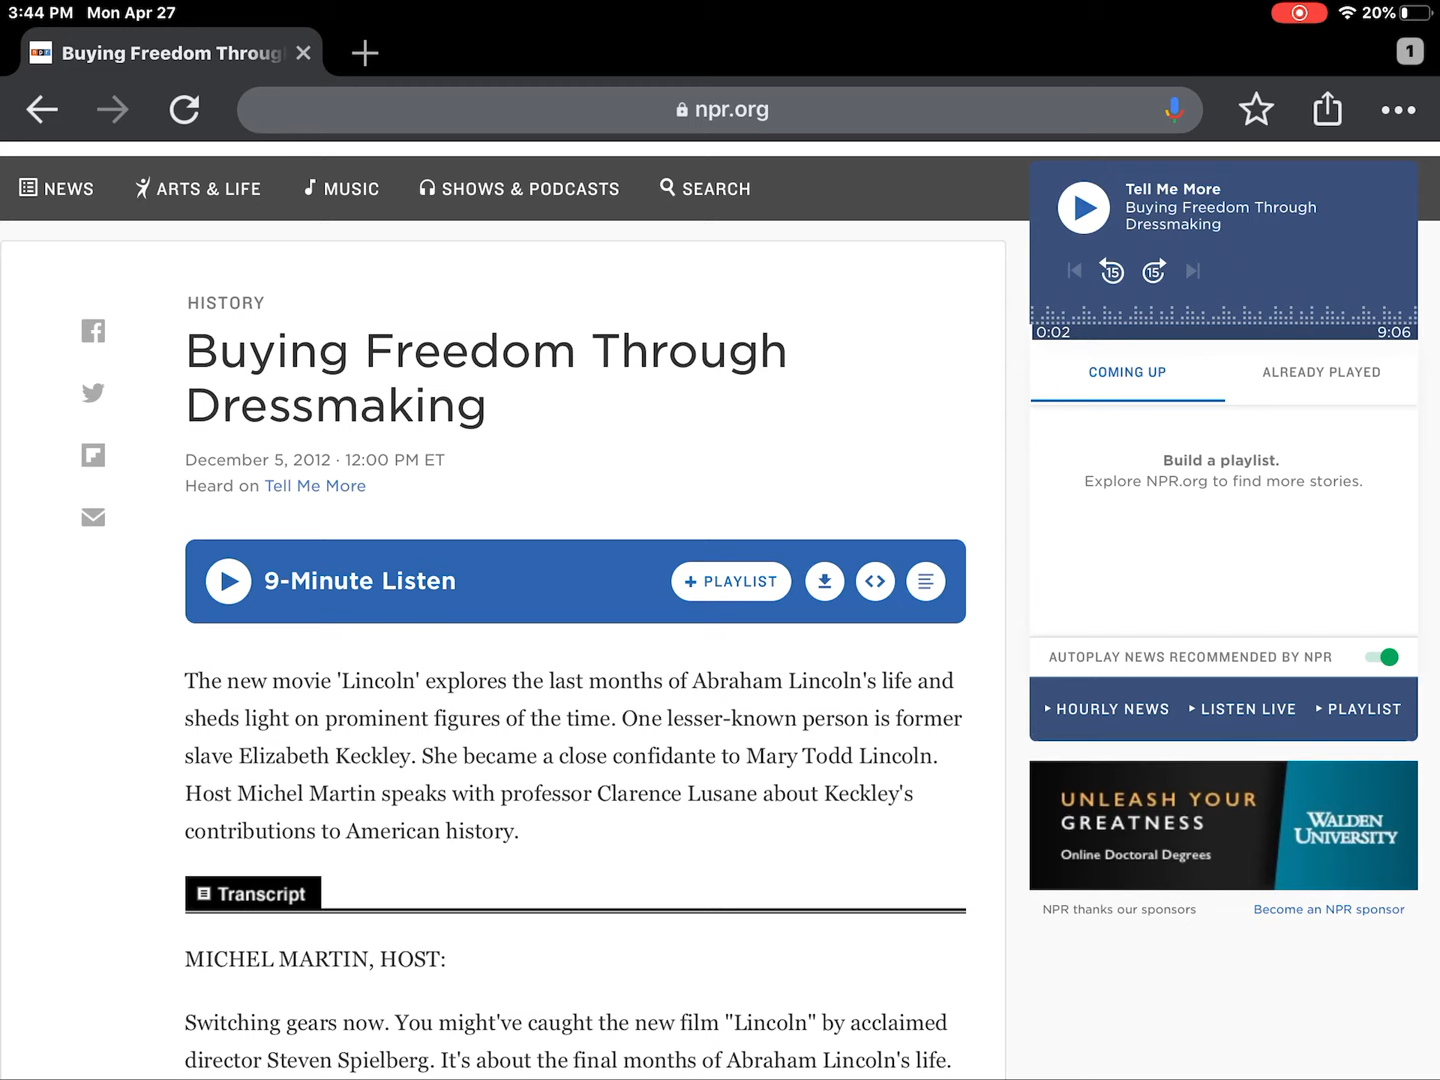 3:44 PM Mon Apr 27
20%
npr Buying Freedom Throug
1
npr.org
NEWS
ARTS & LIFE
MUSIC
SHOWS & PODCASTS
SEARCH
Tell Me More
Buying Freedom Through
Dressmaking
15 15
0:02 9:06
COMING UP
ALREADY PLAYED
Build a playlist.
Explore NPR.org to find more stories.
AUTOPLAY NEWS RECOMMENDED BY NPR
HOURLY NEWS LISTEN LIVE PLAYLIST
UNLEASH YOUR
GREATNESS
Online Doctoral Degrees
WALDEN
UNIVERSITY
NPR thanks our sponsors
Become an NPR sponsor
HISTORY
Buying Freedom Through
Dressmaking
December 5, 2012 · 12:00 PM ET
Heard on Tell Me More
9-Minute Listen
+ PLAYLIST
The new movie 'Lincoln' explores the last months of Abraham Lincoln's life and
sheds light on prominent figures of the time. One lesser-known person is former
slave Elizabeth Keckley. She became a close confidante to Mary Todd Lincoln.
Host Michel Martin speaks with professor Clarence Lusane about Keckley's
contributions to American history.
Transcript
MICHEL MARTIN, HOST:
Switching gears now. You might've caught the new film "Lincoln" by acclaimed
director Steven Spielberg. It's about the final months of Abraham Lincoln's life.